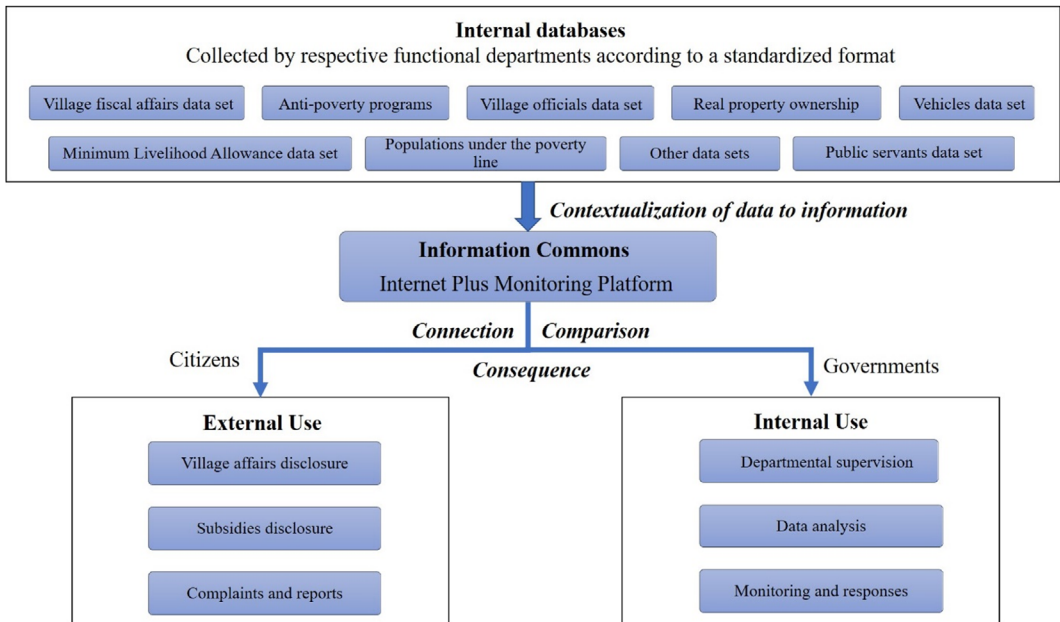 Internal databases
Collected by respective functional departments according to a standardized format
Village fiscal affairs data set
Anti-poverty programs
Village officials data set
Real property ownership
Vehicles data set
Minimum Livelihood Allowance data set
Populations under the poverty
line
Other data sets
Public servants data set
Contextualization of data to information
Information Commons
Internet Plus Monitoring Platform
Connection
Comparison
Citizens
Consequence
Governments
External Use
Village affairs disclosure
Subsidies disclosure
Complaints and reports
Internal Use
Departmental supervision
Data analysis
Monitoring and responses